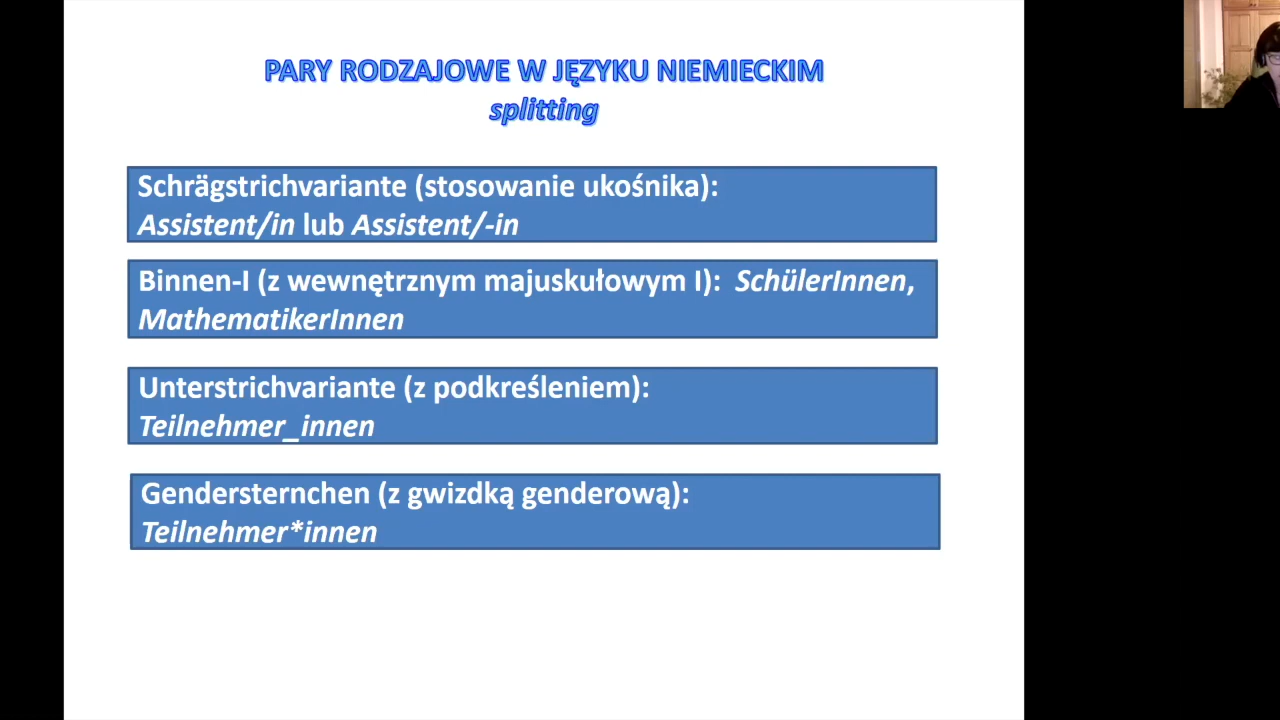 PARY RODZAJOWE W JĘZYKU NIEMIECKIM
splitting
Schrägstrichvariante (stosowanie ukośnika):
Assistent/in lub Assistent/-in
Binnen-I (z wewnętrznym majuskułowym I): SchülerInnen,
MathematikerInnen
Unterstrichvariante (z podkreśleniem):
Teilnehmer_innen
Gendersternchen (z gwizdką genderową):
Teilnehmer*innen